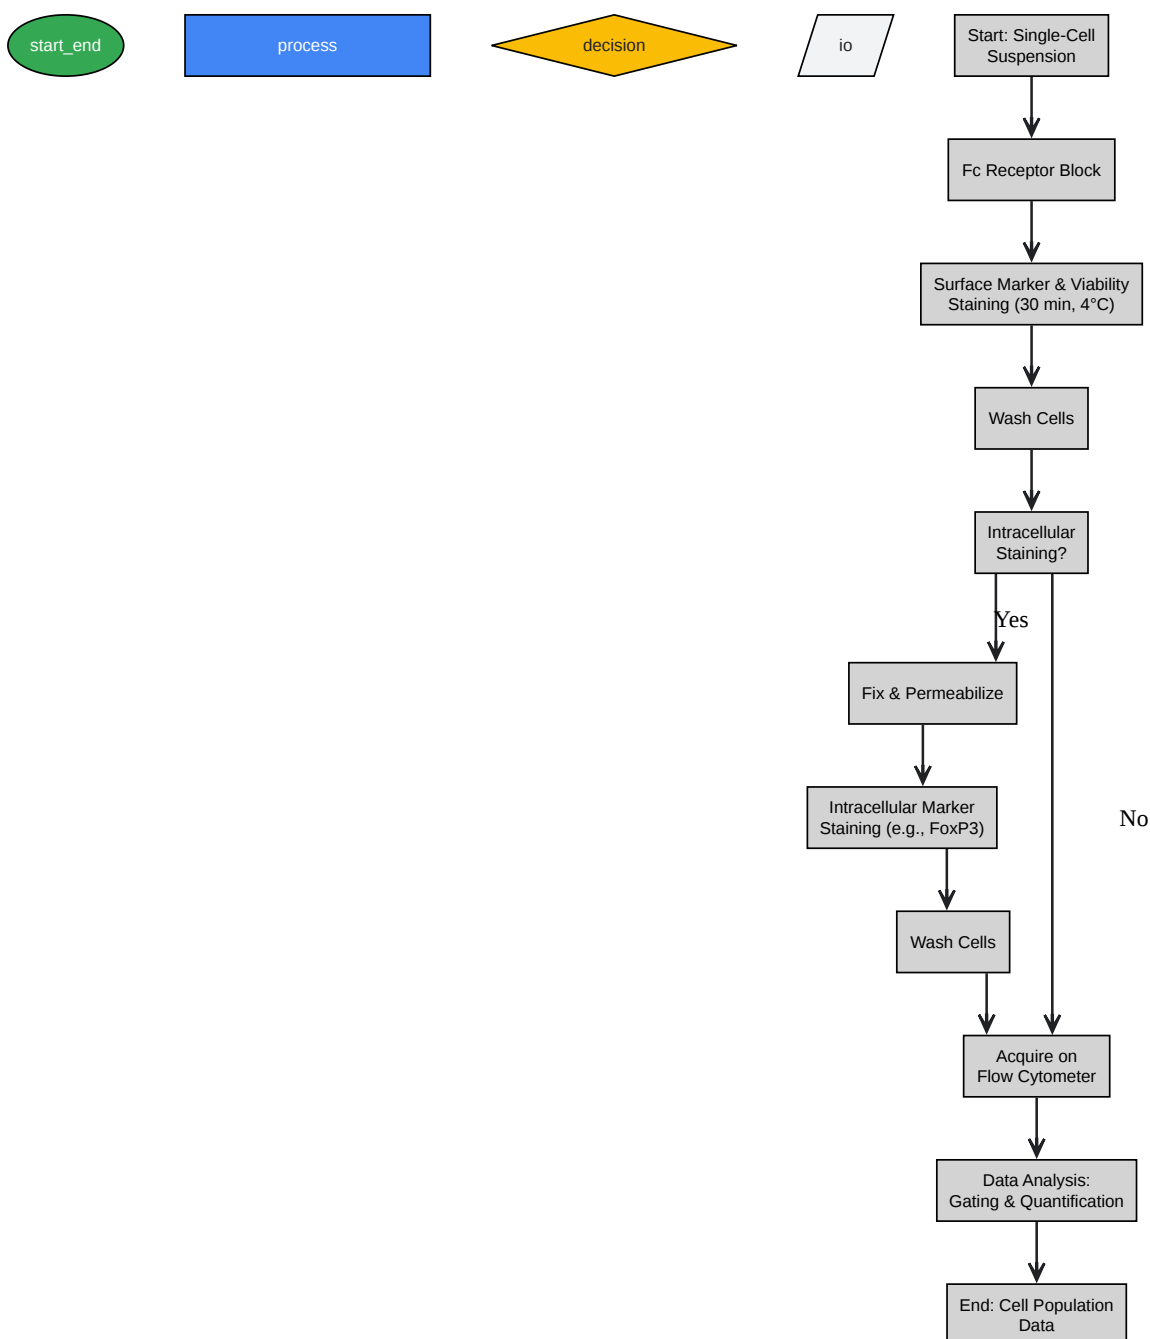 start_end
process
decision
io
Start: Single-Cell
Suspension
Fc Receptor Block
Surface Marker & Viability
Staining (30 min, 4°C)
Wash Cells
Intracellular
Staining?
Yes
Fix & Permeabilize
Intracellular Marker
Staining (e.g., FoxP3)
No
Wash Cells
Acquire on
Flow Cytometer
Data Analysis:
Gating & Quantification
End: Cell Population
Data